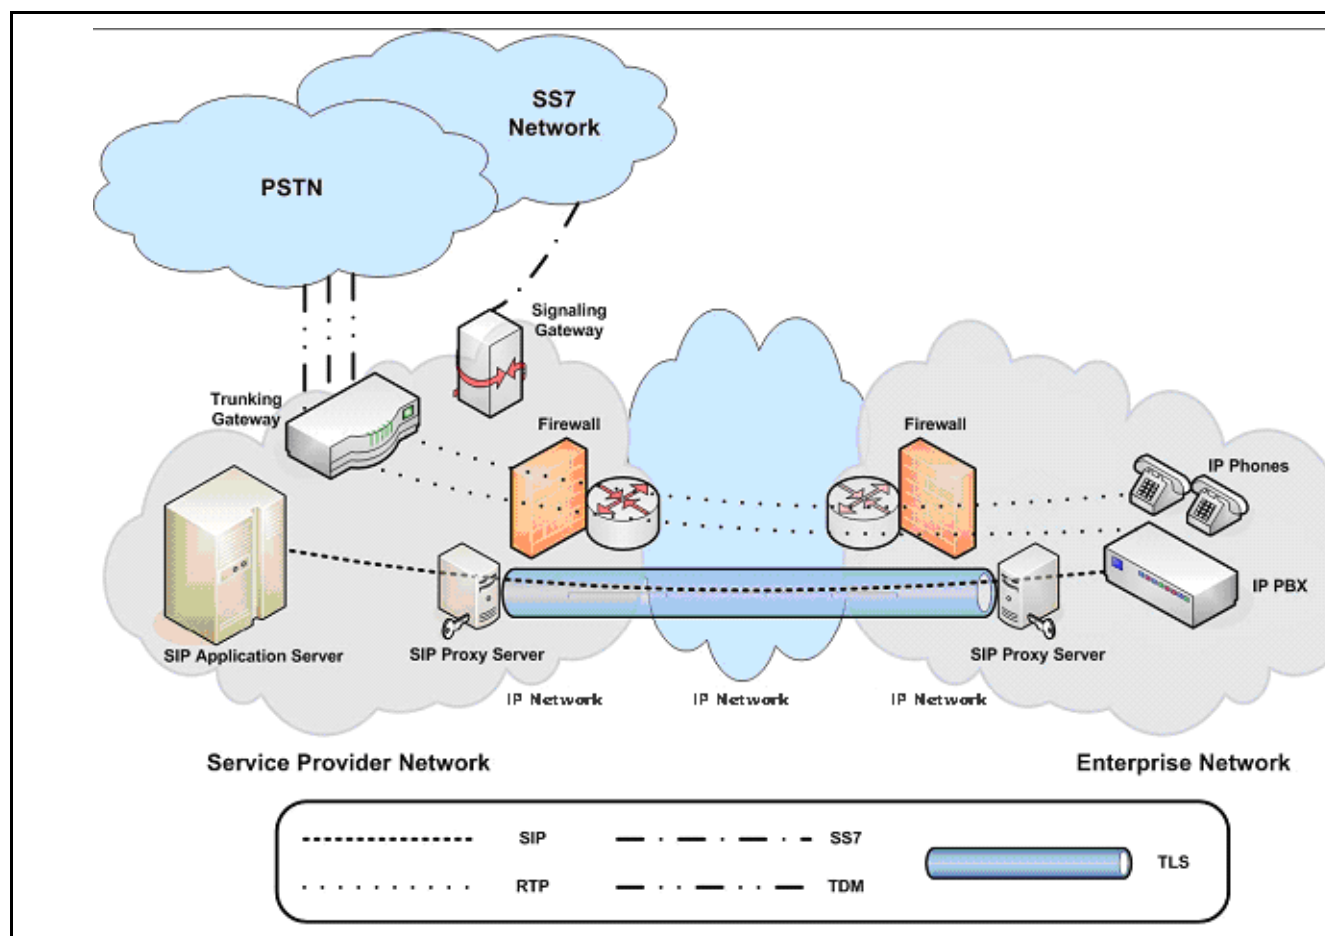 SS7
Network
PSTN
Signaling
Gateway
Trunking
Gateway
Firewall
Firewall
IP Phones
IP PBX
SIP Application Server
SIP Proxy Server
SIP Proxy Server
IP Network
IP Network
IP Network
Service Provider Network
Enterprise Network
SIP
SS7
TLS
RTP
TDM